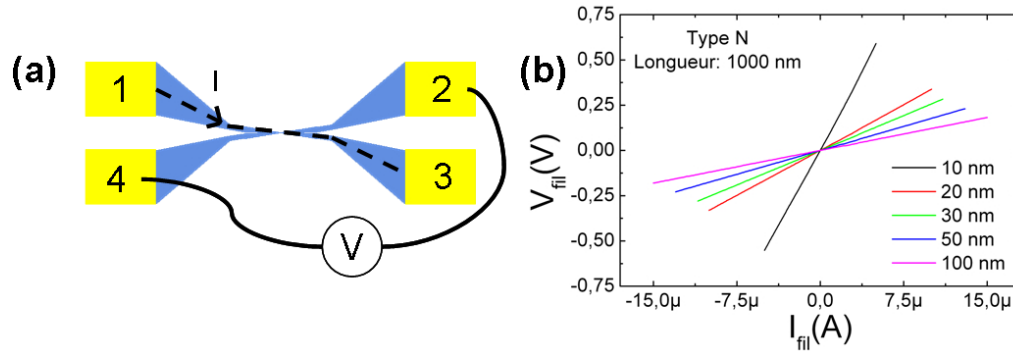 (a)
1
I
2
4
3
V
(b)
Type N
Longueur: 1000 nm
V_fil(V)
0,75
0,50
0,25
0,00
-0,25
-0,50
-0,75
10 nm
20 nm
30 nm
50 nm
100 nm
-15,0µ -7,5µ 0,0 7,5µ 15,0µ
I_fil(A)